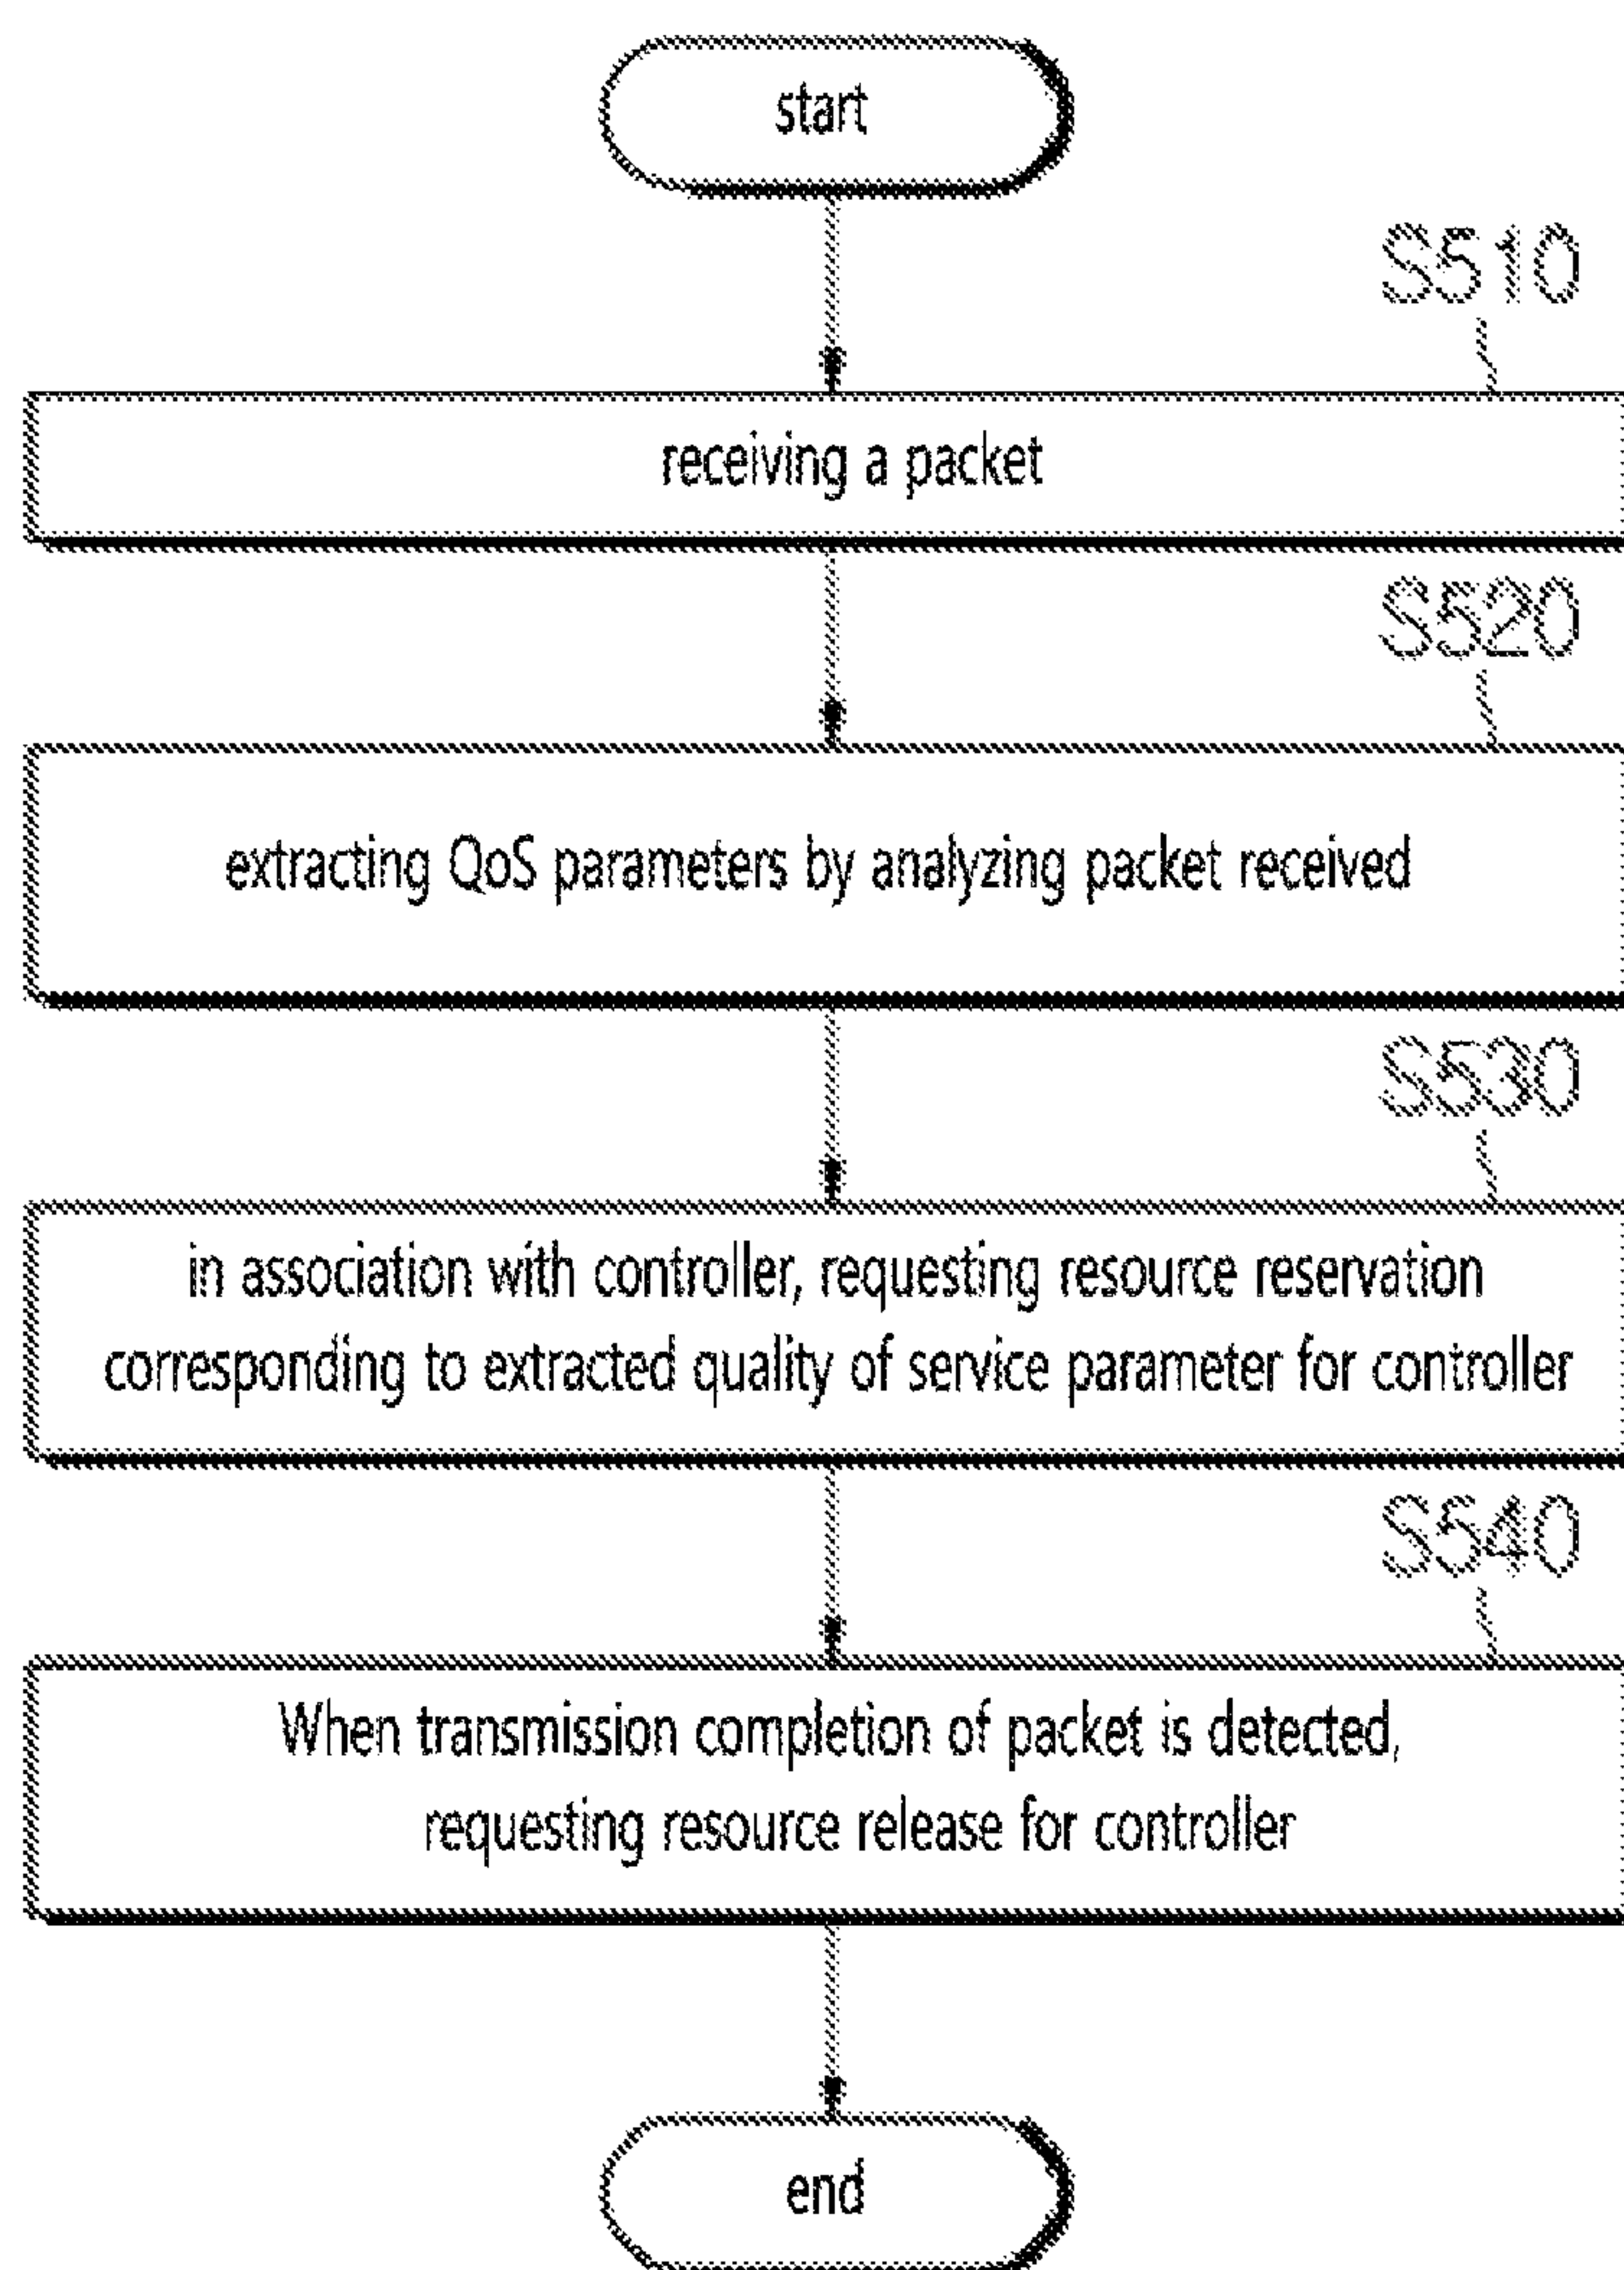 start
S510
receiving a packet
S520
extracting QoS parameters by analyzing packet received
S530
in association with controller, requesting resource reservation
corresponding to extracted quality of service parameter for controller
S540
When transmission completion of packet is detected,
requesting resource release for controller
end